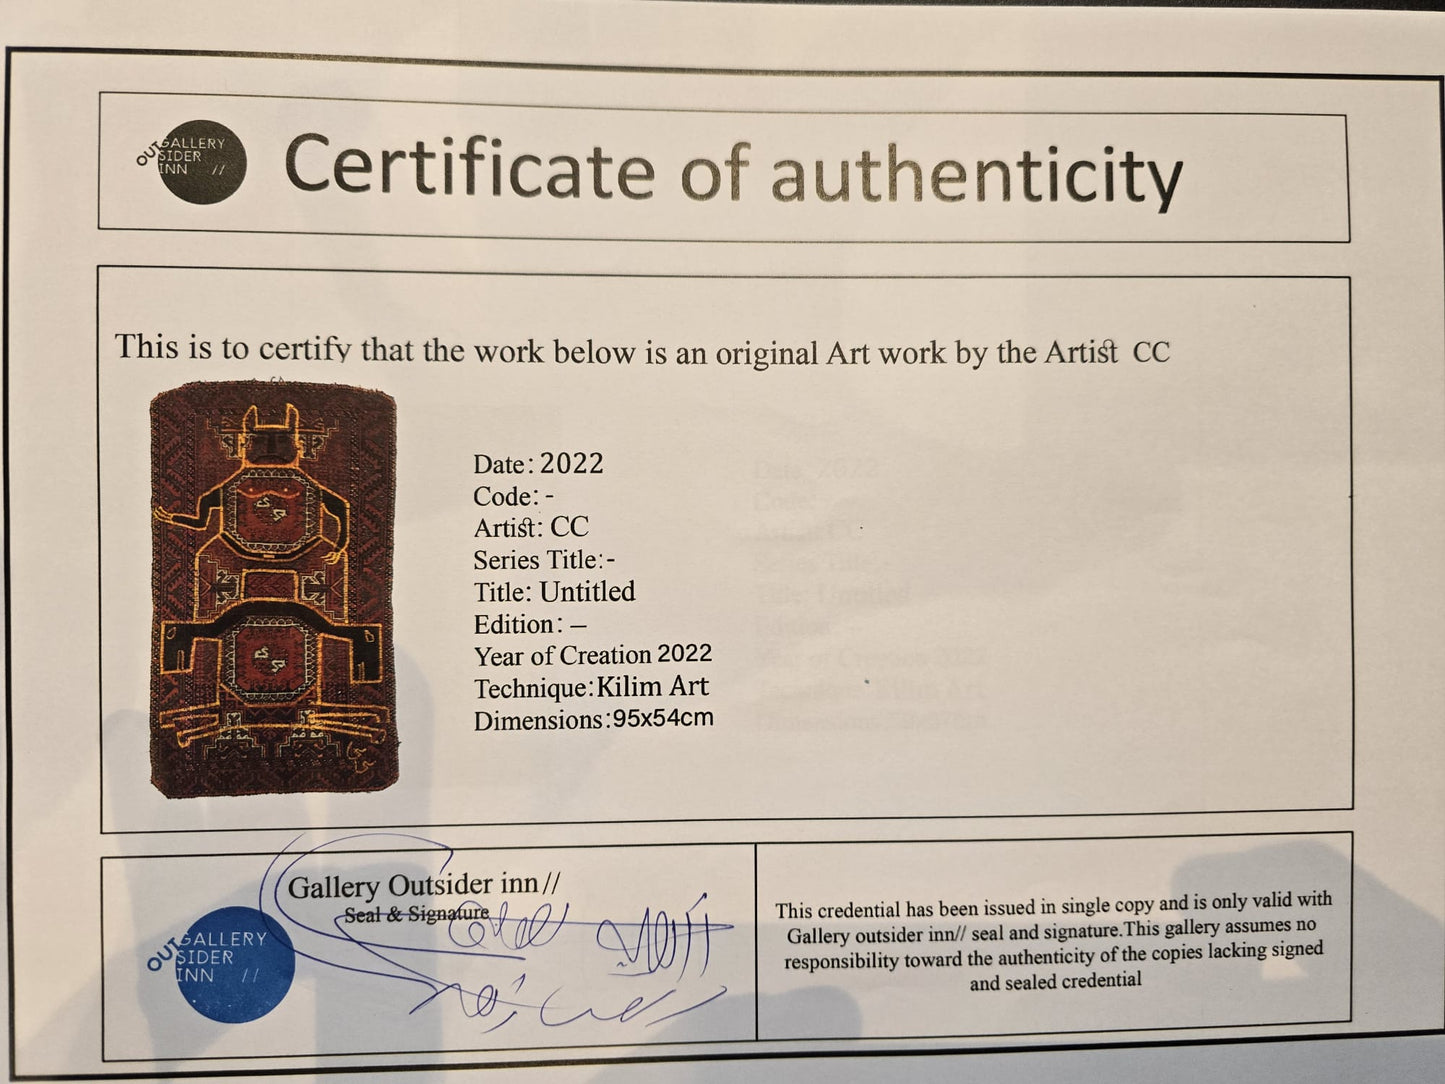 GALLERY
OUTSIDER
INN //
Certificate of authenticity
This is to certify that the work below is an original Art work by the Artist CC
Date: 2022
Code: -
Artist: CC
Series Title:-
Title: Untitled
Edition: –
Year of Creation 2022
Technique:Kilim Art
Dimensions:95x54cm
Gallery Outsider inn//
Seal & Signature
GALLERY
OUTSIDER
INN //
This credential has been issued in single copy and is only valid with
Gallery outsider inn// seal and signature.This gallery assumes no
responsibility toward the authenticity of the copies lacking signed
and sealed credential